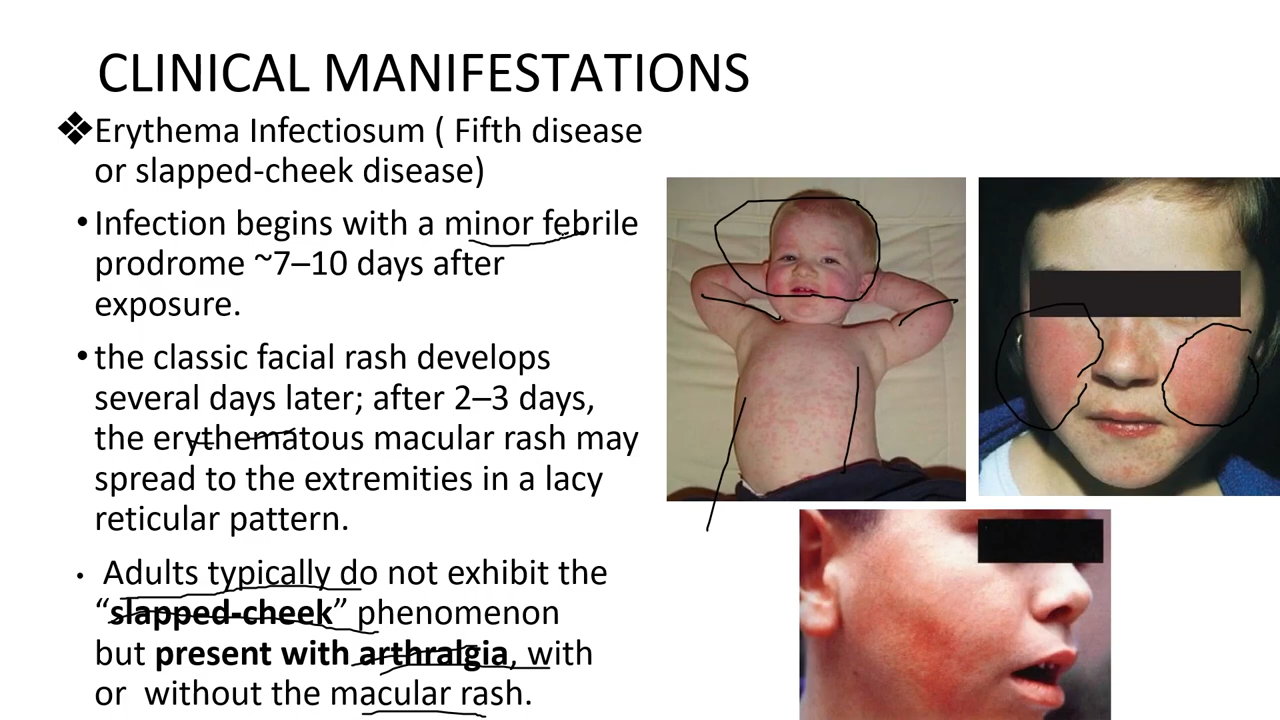 CLINICAL MANIFESTATIONS
❖Erythema Infectiosum ( Fifth disease
or slapped-cheek disease)
•Infection begins with a minor febrile
prodrome ~7–10 days after
exposure.
•the classic facial rash develops
several days later; after 2–3 days,
the erythematous macular rash may
spread to the extremities in a lacy
reticular pattern.
• Adults typically do not exhibit the
“slapped-cheek” phenomenon
but present with arthralgia, with
or without the macular rash.